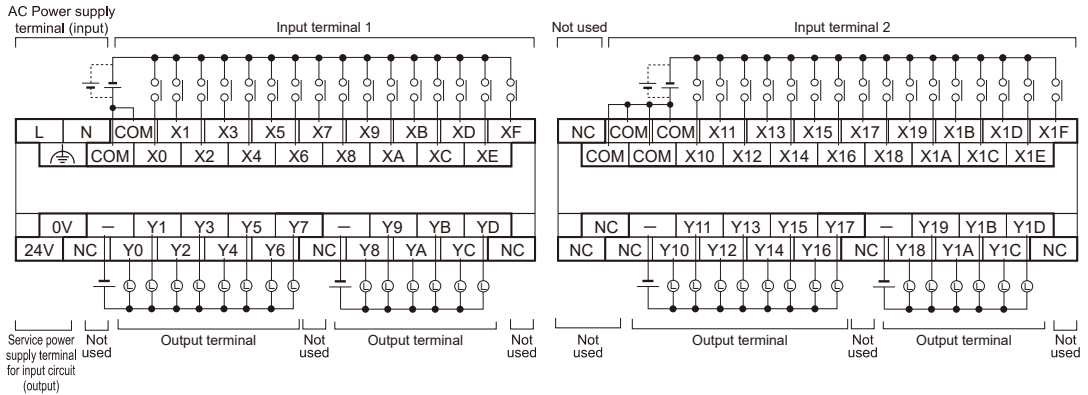 AC Power supply
terminal (input)
Input terminal 1
L N COM X1 X3 X5 X7 X9 XB XD XF
COM X0 X2 X4 X6 X8 XA XC XE
0V – Y1 Y3 Y5 Y7 – Y9 YB YD
24V NC Y0 Y2 Y4 Y6 NC Y8 YA YC NC
L L L L L L L L L L L L L L
Service power
supply terminal
for input circuit
(output)
Not
used
Output terminal
Not
used
Output terminal
Not
used
Not used
Input terminal 2
NC COM COM X11 X13 X15 X17 X19 X1B X1D X1F
COM COM X10 X12 X14 X16 X18 X1A X1C X1E
NC – Y11 Y13 Y15 Y17 – Y19 Y1B Y1D
NC NC Y10 Y12 Y14 Y16 NC Y18 Y1A Y1C NC
L L L L L L L L L L L L L L
Not
used
Output terminal
Not
used
Output terminal
Not
used